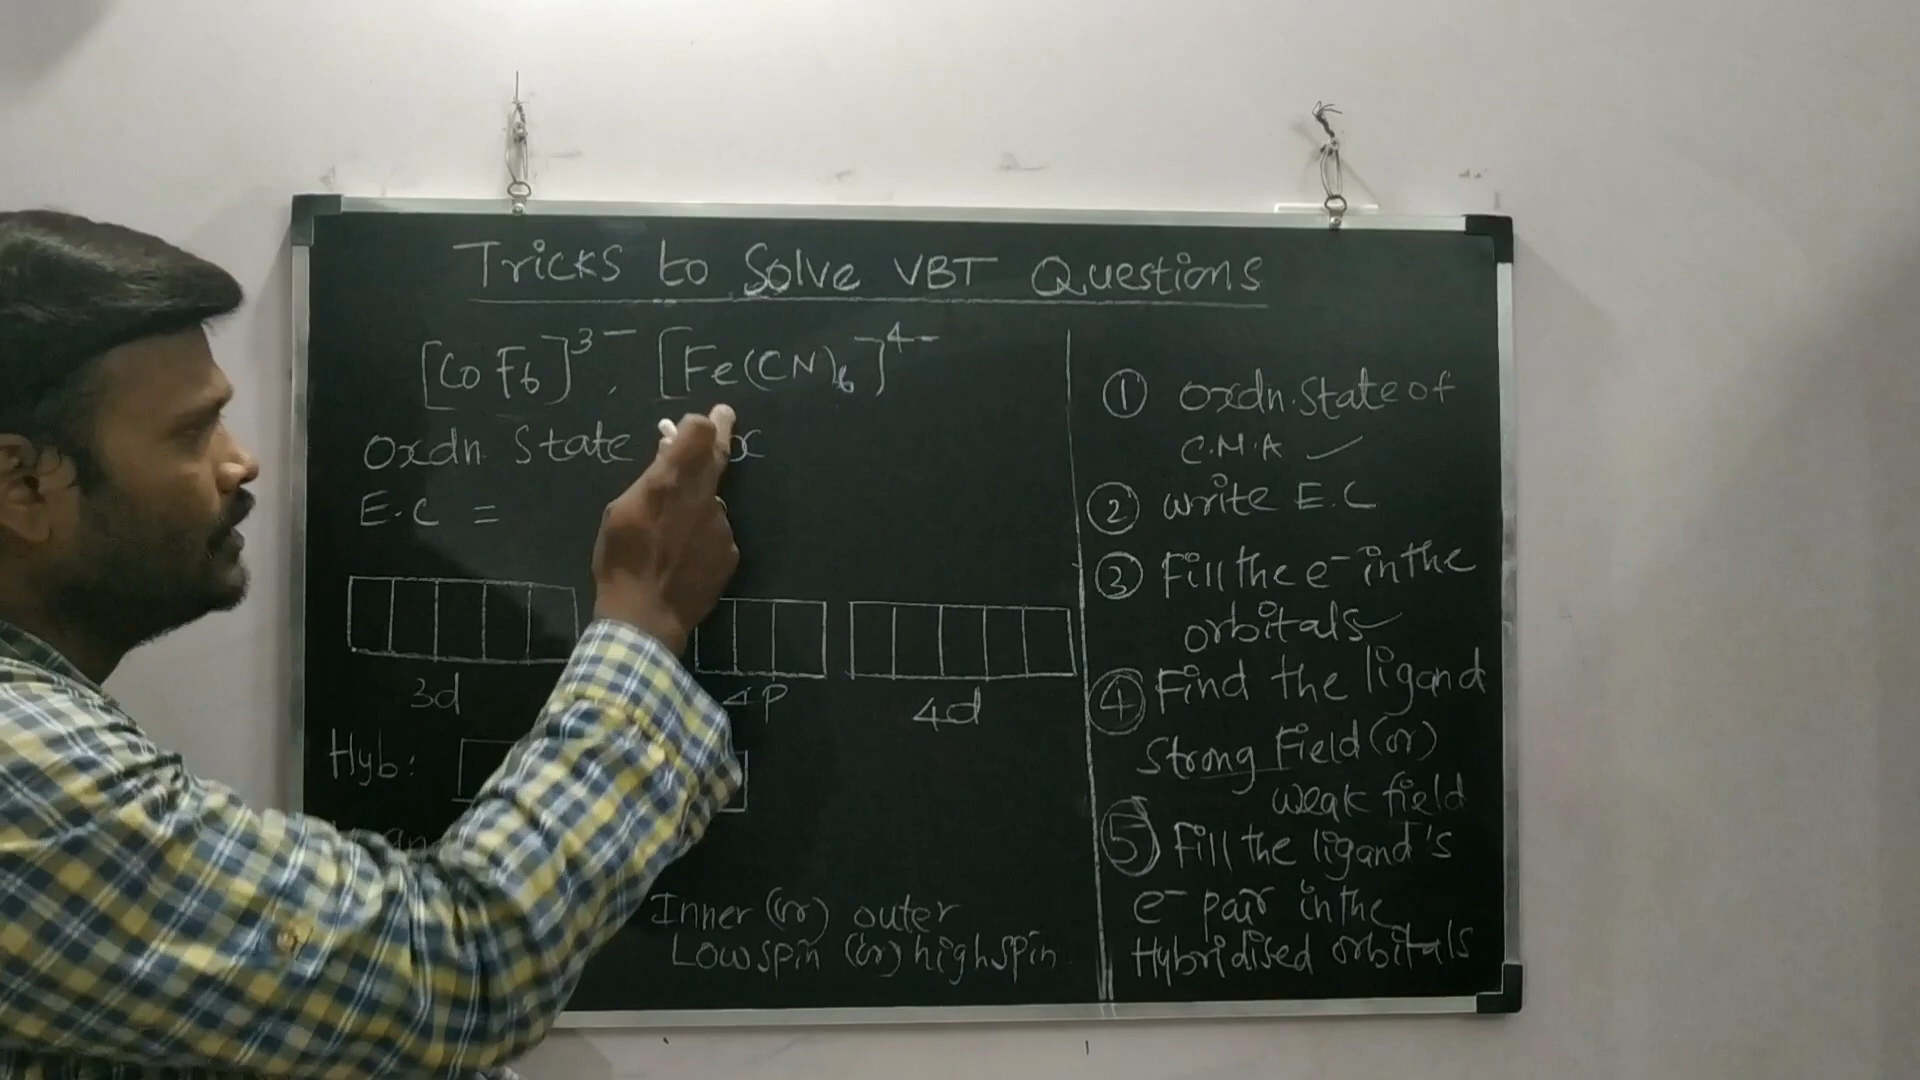 Tricks to Solve VBT Questions
[CoF6]3- , [Fe(CN)6]4-
Oxdn. State x
E.C =
3d 4p 4d
Hyb:
Inner (or) outer
Low spin (or) high spin
① Oxdn. State of
C.M.A ✓
② write E.C
③ Fill the e- in the
orbitals
④ Find the ligand
Strong Field (or)
weak field
⑤ Fill the ligand's
e- pair in the
Hybridised orbitals